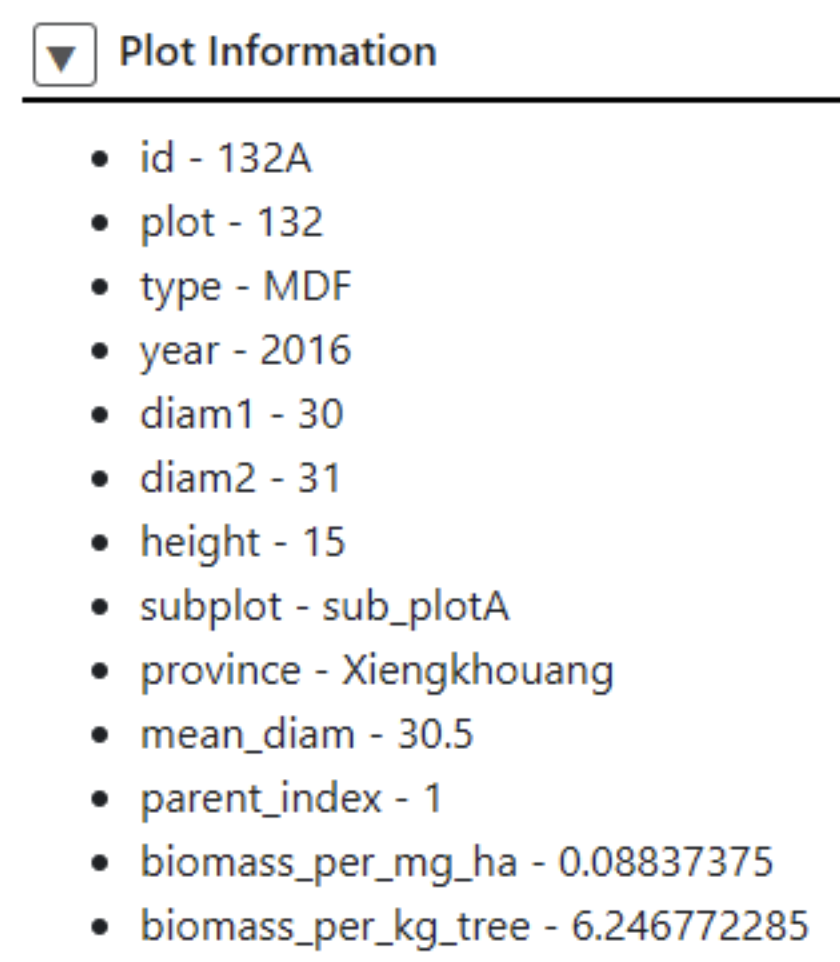 Plot Information
id - 132A
plot - 132
type - MDF
year - 2016
diam1 - 30
diam2 - 31
height - 15
subplot - sub_plotA
province - Xiengkhouang
mean_diam - 30.5
parent_index - 1
biomass_per_mg_ha - 0.08837375
biomass_per_kg_tree - 6.246772285